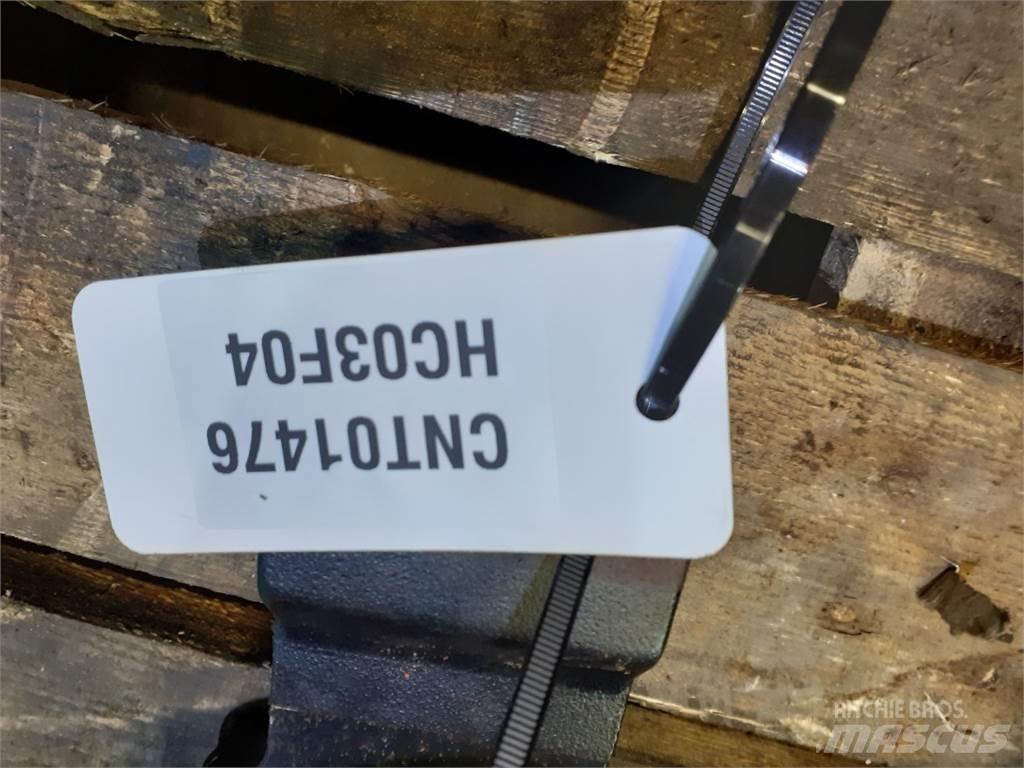 CNT01476
HC03F04
RITCHIE BROS.
MASCUS